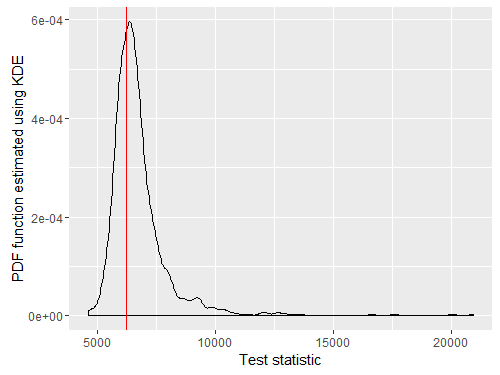 PDF function estimated using KDE
6e-04
4e-04
2e-04
0e+00
5000 10000 15000 20000
Test statistic